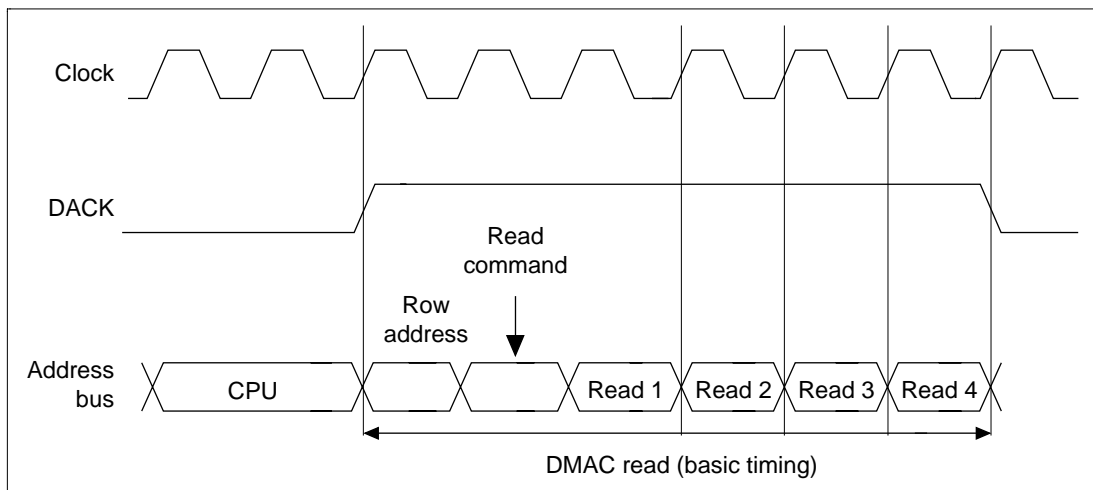 Clock
DACK
Read
command
Row
address
Address
bus
CPU
Read 1
Read 2
Read 3
Read 4
DMAC read (basic timing)